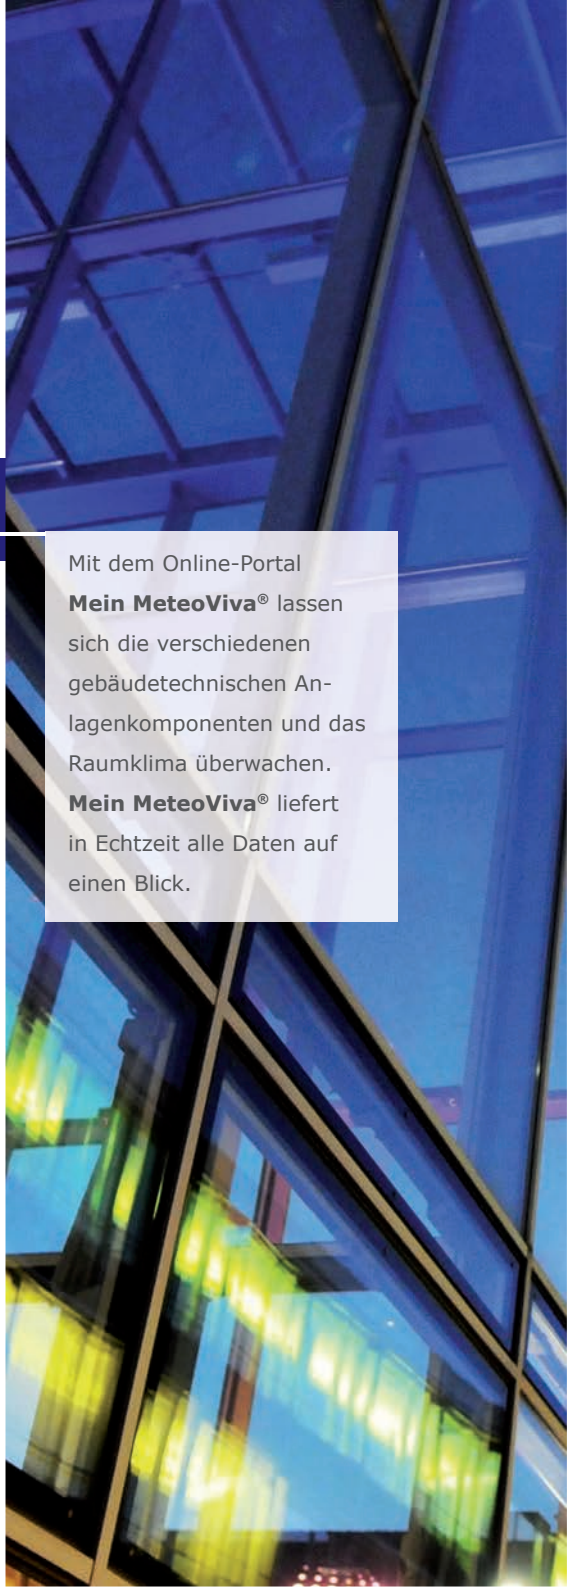 Mit dem Online-Portal
Mein MeteoViva® lassen
sich die verschiedenen
gebäudetechnischen An-
lagenkomponenten und das
Raumklima überwachen.
Mein MeteoViva® liefert
in Echtzeit alle Daten auf
einen Blick.